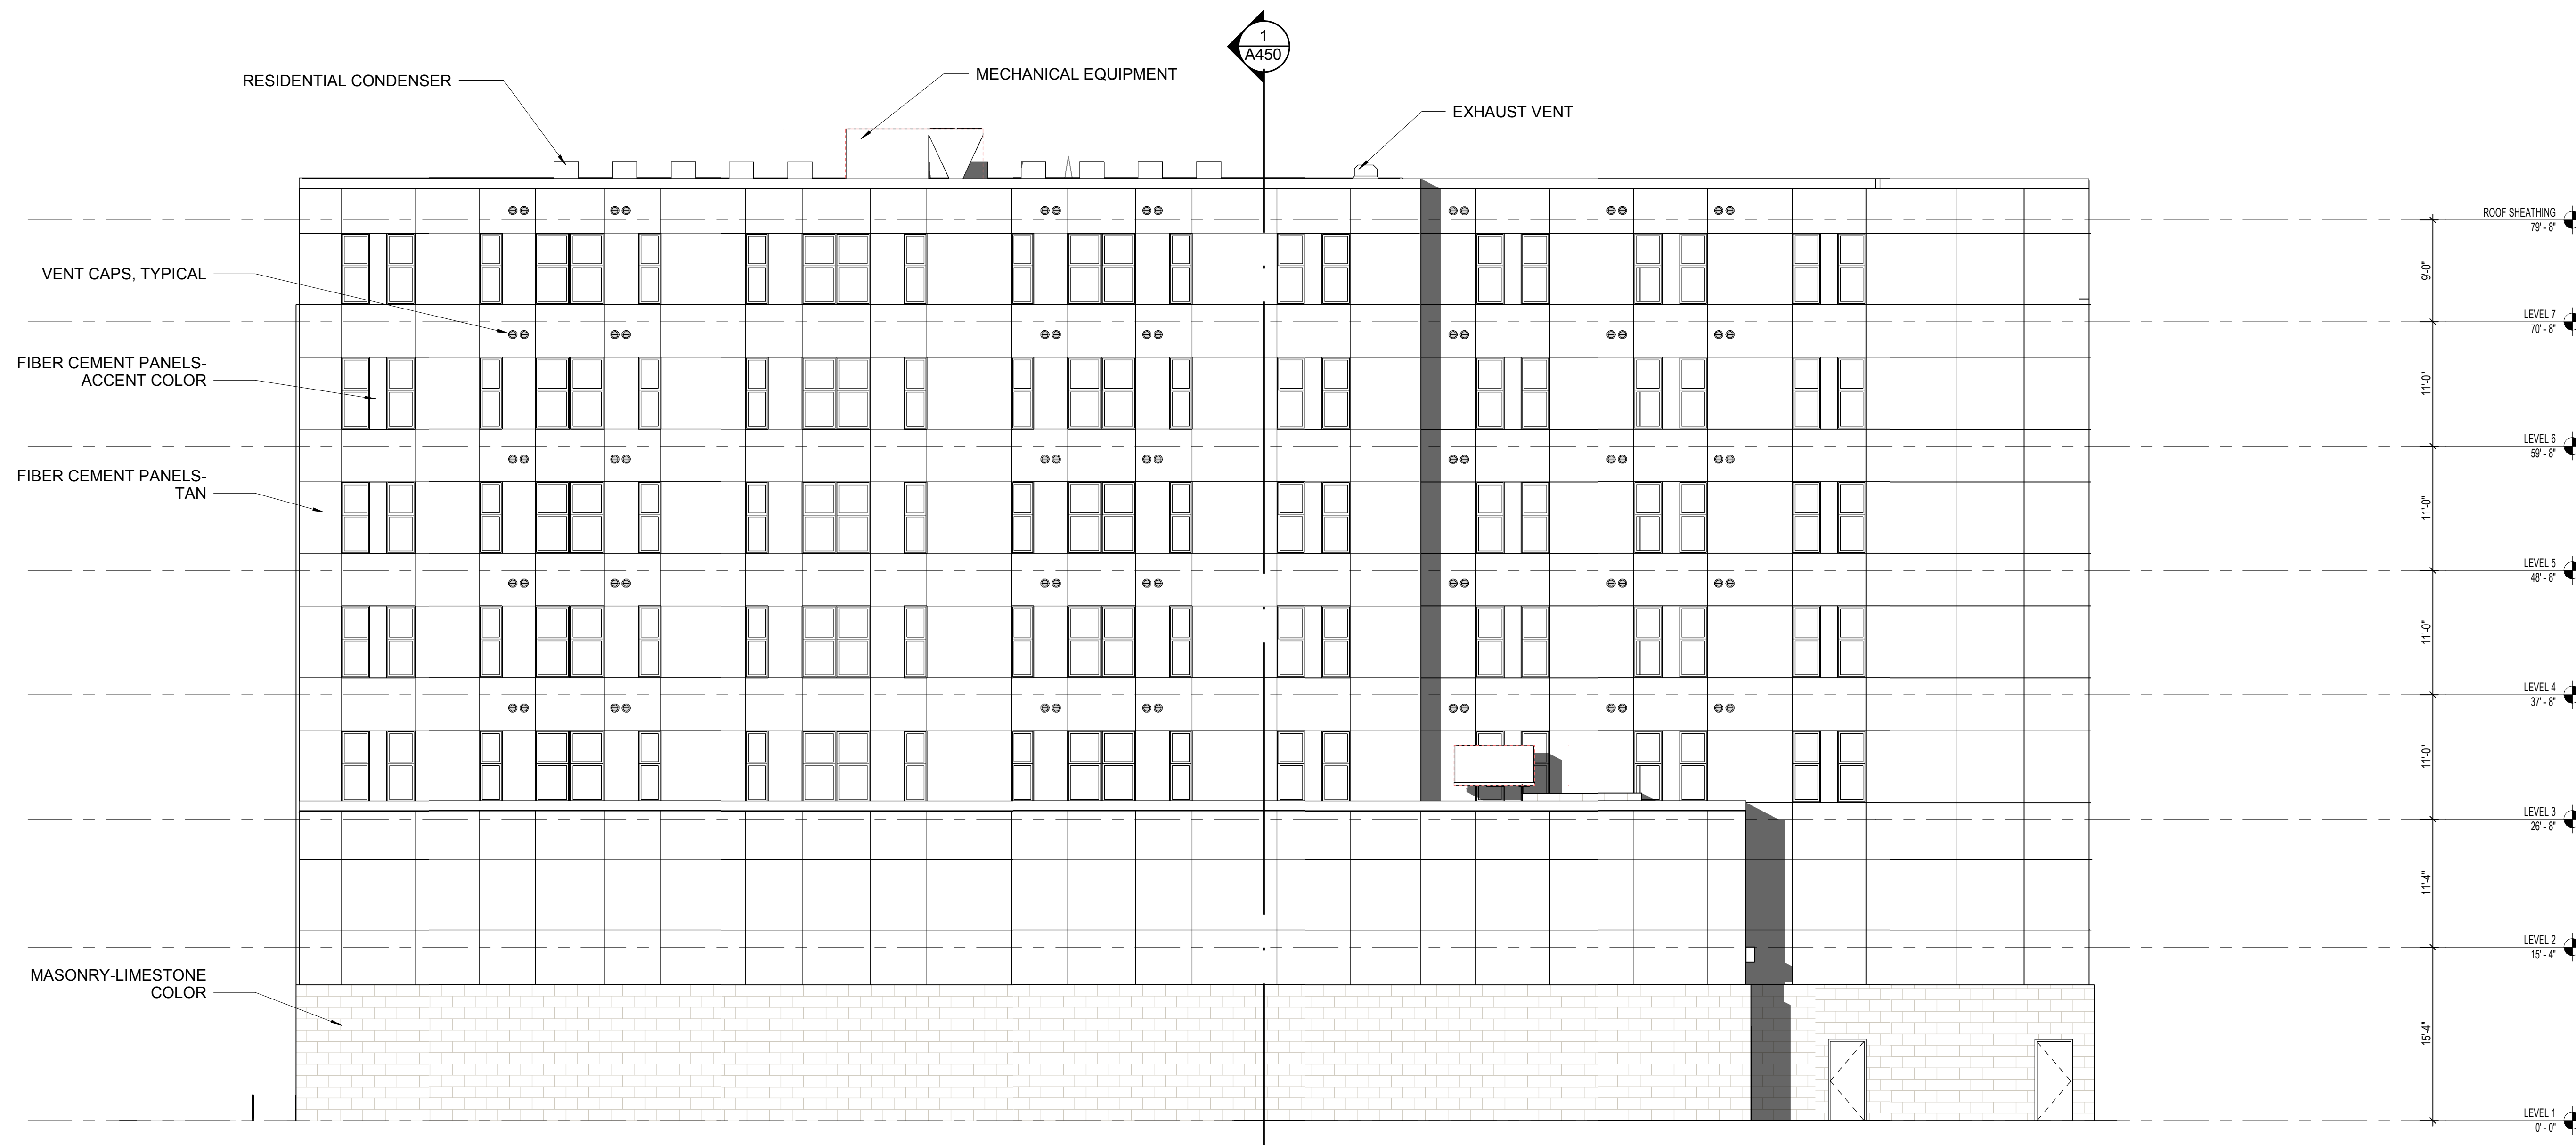 1
A450
RESIDENTIAL CONDENSER
MECHANICAL EQUIPMENT
EXHAUST VENT
ROOF SHEATHING
79' - 8"
9'-0"
VENT CAPS, TYPICAL
LEVEL 7
70' - 8"
FIBER CEMENT PANELS-
ACCENT COLOR
11'-0"
LEVEL 6
59' - 8"
FIBER CEMENT PANELS-
TAN
11'-0"
LEVEL 5
48' - 8"
11'-0"
LEVEL 4
37' - 8"
11'-0"
LEVEL 3
26' - 8"
11'-4"
LEVEL 2
15' - 4"
MASONRY-LIMESTONE
COLOR
15'-4"
LEVEL 1
0' - 0"